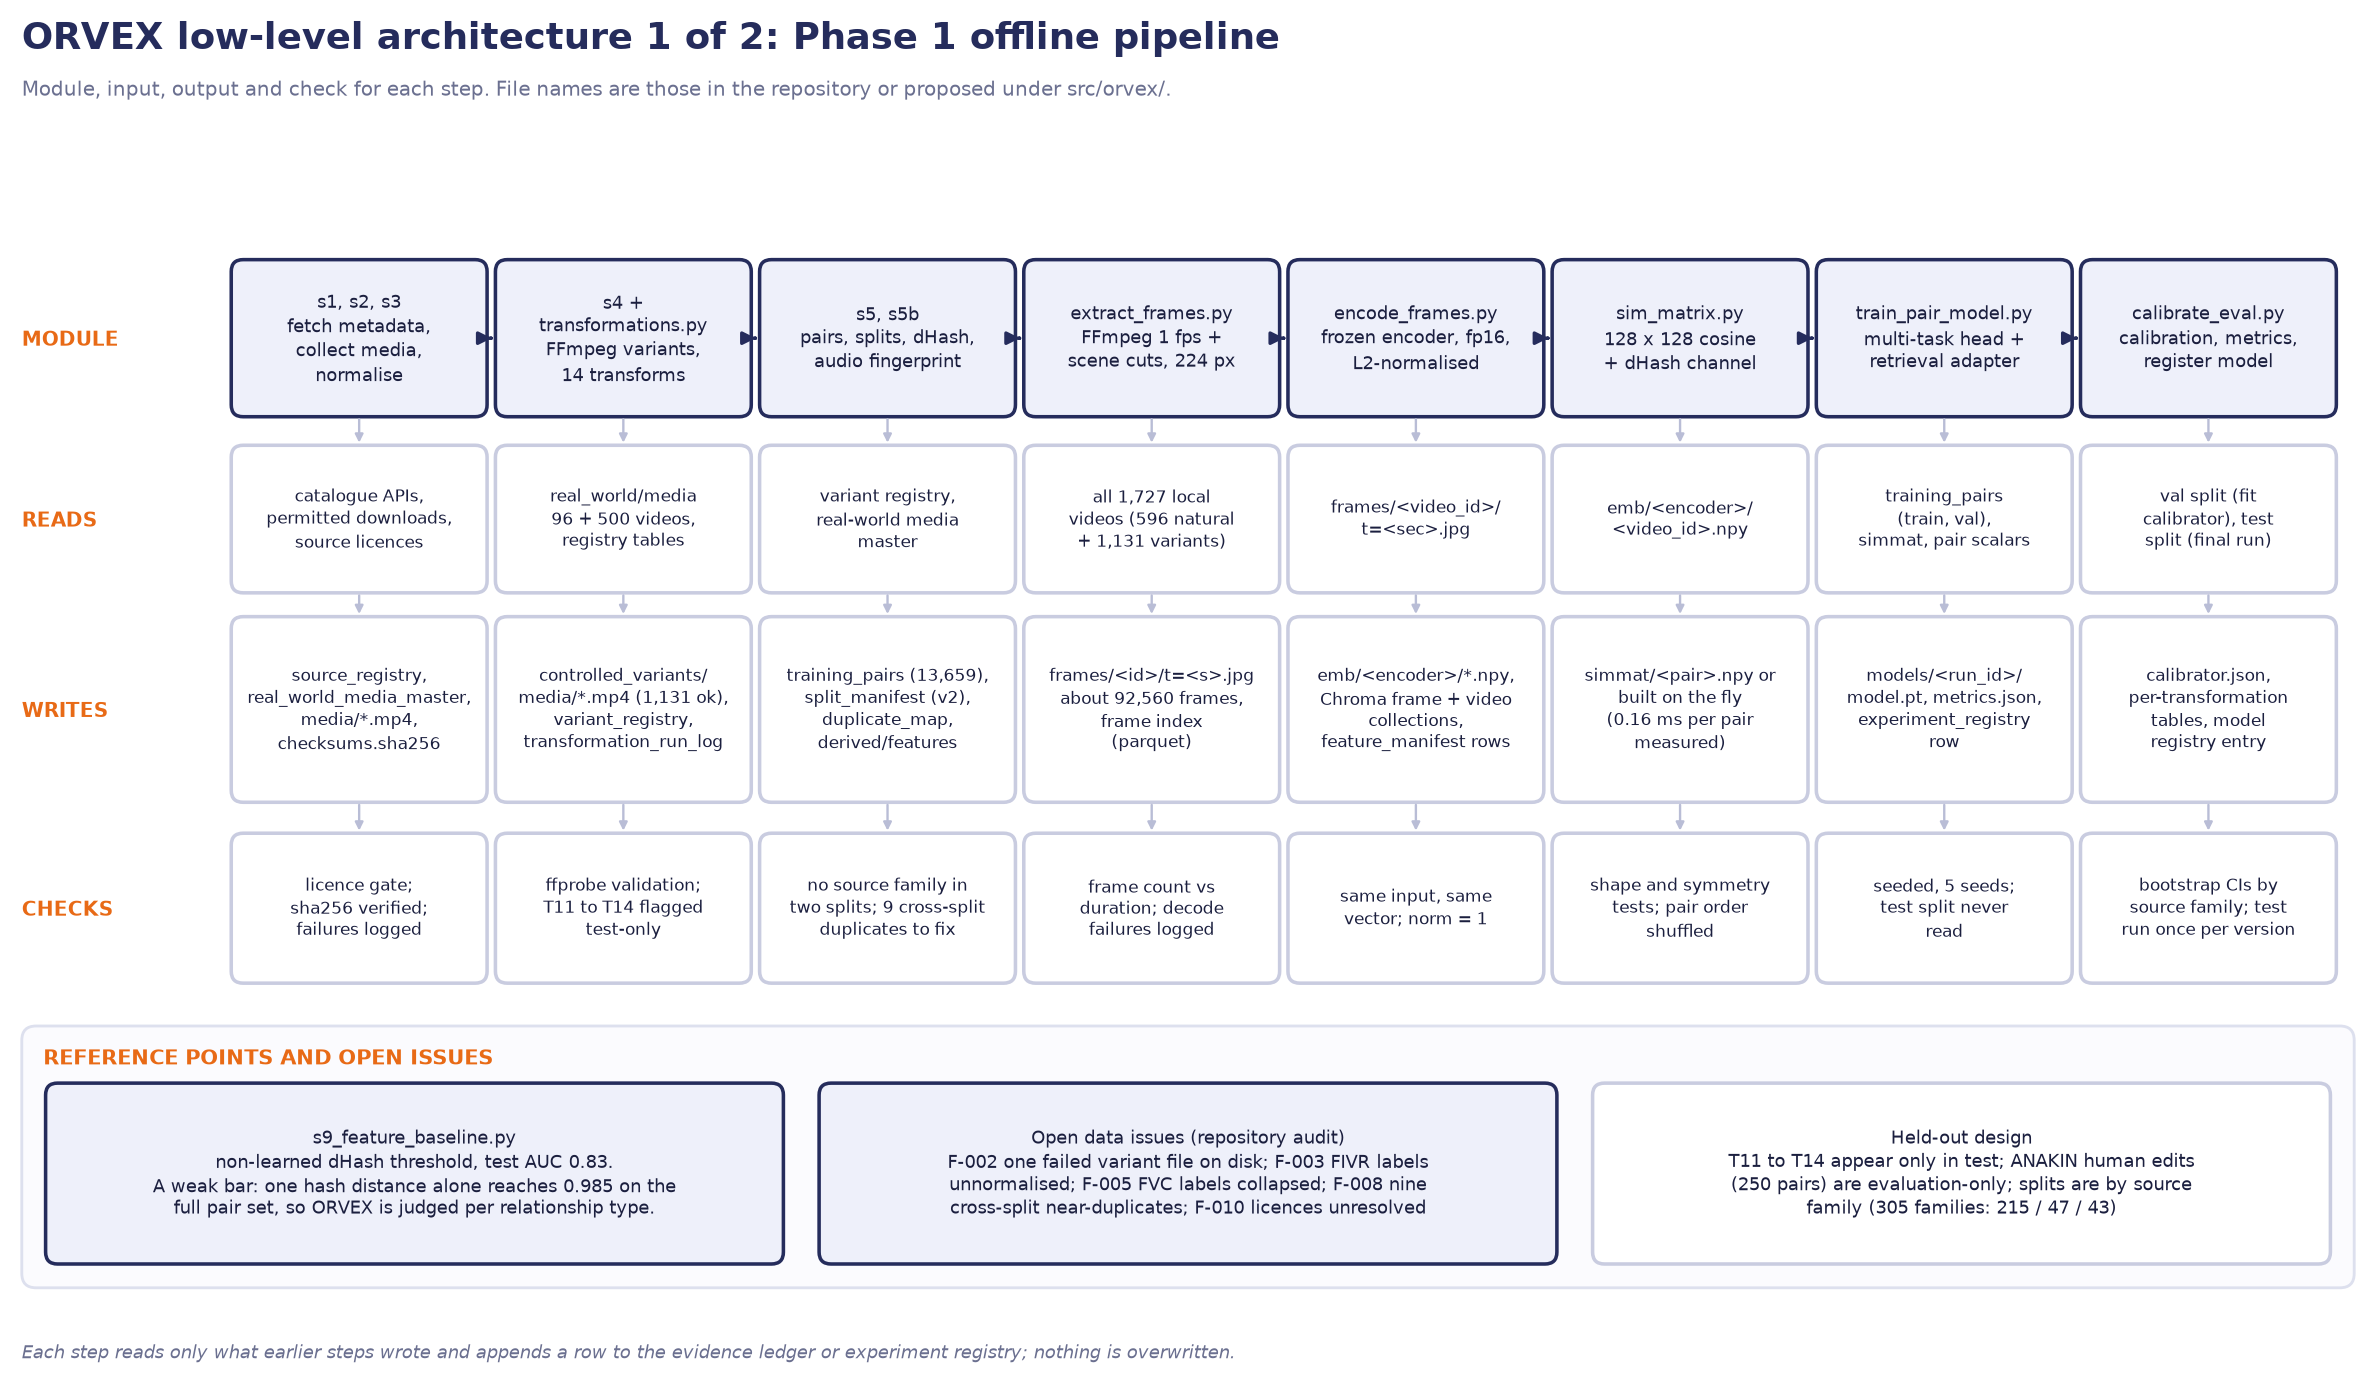 ORVEX low-level architecture 1 of 2: Phase 1 offline pipeline
Module, input, output and check for each step. File names are those in the repository or proposed under src/orvex/.
MODULE
s1, s2, s3
fetch metadata,
collect media,
normalise
s4 +
transformations.py
FFmpeg variants,
14 transforms
s5, s5b
pairs, splits, dHash,
audio fingerprint
extract_frames.py
FFmpeg 1 fps +
scene cuts, 224 px
encode_frames.py
frozen encoder, fp16,
L2-normalised
sim_matrix.py
128 x 128 cosine
+ dHash channel
train_pair_model.py
multi-task head +
retrieval adapter
calibrate_eval.py
calibration, metrics,
register model
READS
catalogue APIs,
permitted downloads,
source licences
real_world/media
96 + 500 videos,
registry tables
variant registry,
real-world media
master
all 1,727 local
videos (596 natural
+ 1,131 variants)
frames/<video_id>/
t=<sec>.jpg
emb/<encoder>/
<video_id>.npy
training_pairs
(train, val),
simmat, pair scalars
val split (fit
calibrator), test
split (final run)
WRITES
source_registry,
real_world_media_master,
media/*.mp4,
checksums.sha256
controlled_variants/
media/*.mp4 (1,131 ok),
variant_registry,
transformation_run_log
training_pairs (13,659),
split_manifest (v2),
duplicate_map,
derived/features
frames/<id>/t=<s>.jpg
about 92,560 frames,
frame index
(parquet)
emb/<encoder>/*.npy,
Chroma frame + video
collections,
feature_manifest rows
simmat/<pair>.npy or
built on the fly
(0.16 ms per pair
measured)
models/<run_id>/
model.pt, metrics.json,
experiment_registry
row
calibrator.json,
per-transformation
tables, model
registry entry
CHECKS
licence gate;
sha256 verified;
failures logged
ffprobe validation;
T11 to T14 flagged
test-only
no source family in
two splits; 9 cross-split
duplicates to fix
frame count vs
duration; decode
failures logged
same input, same
vector; norm = 1
shape and symmetry
tests; pair order
shuffled
seeded, 5 seeds;
test split never
read
bootstrap CIs by
source family; test
run once per version
REFERENCE POINTS AND OPEN ISSUES
s9_feature_baseline.py
non-learned dHash threshold, test AUC 0.83.
A weak bar: one hash distance alone reaches 0.985 on the
full pair set, so ORVEX is judged per relationship type.
Open data issues (repository audit)
F-002 one failed variant file on disk; F-003 FIVR labels
unnormalised; F-005 FVC labels collapsed; F-008 nine
cross-split near-duplicates; F-010 licences unresolved
Held-out design
T11 to T14 appear only in test; ANAKIN human edits
(250 pairs) are evaluation-only; splits are by source
family (305 families: 215 / 47 / 43)
Each step reads only what earlier steps wrote and appends a row to the evidence ledger or experiment registry; nothing is overwritten.